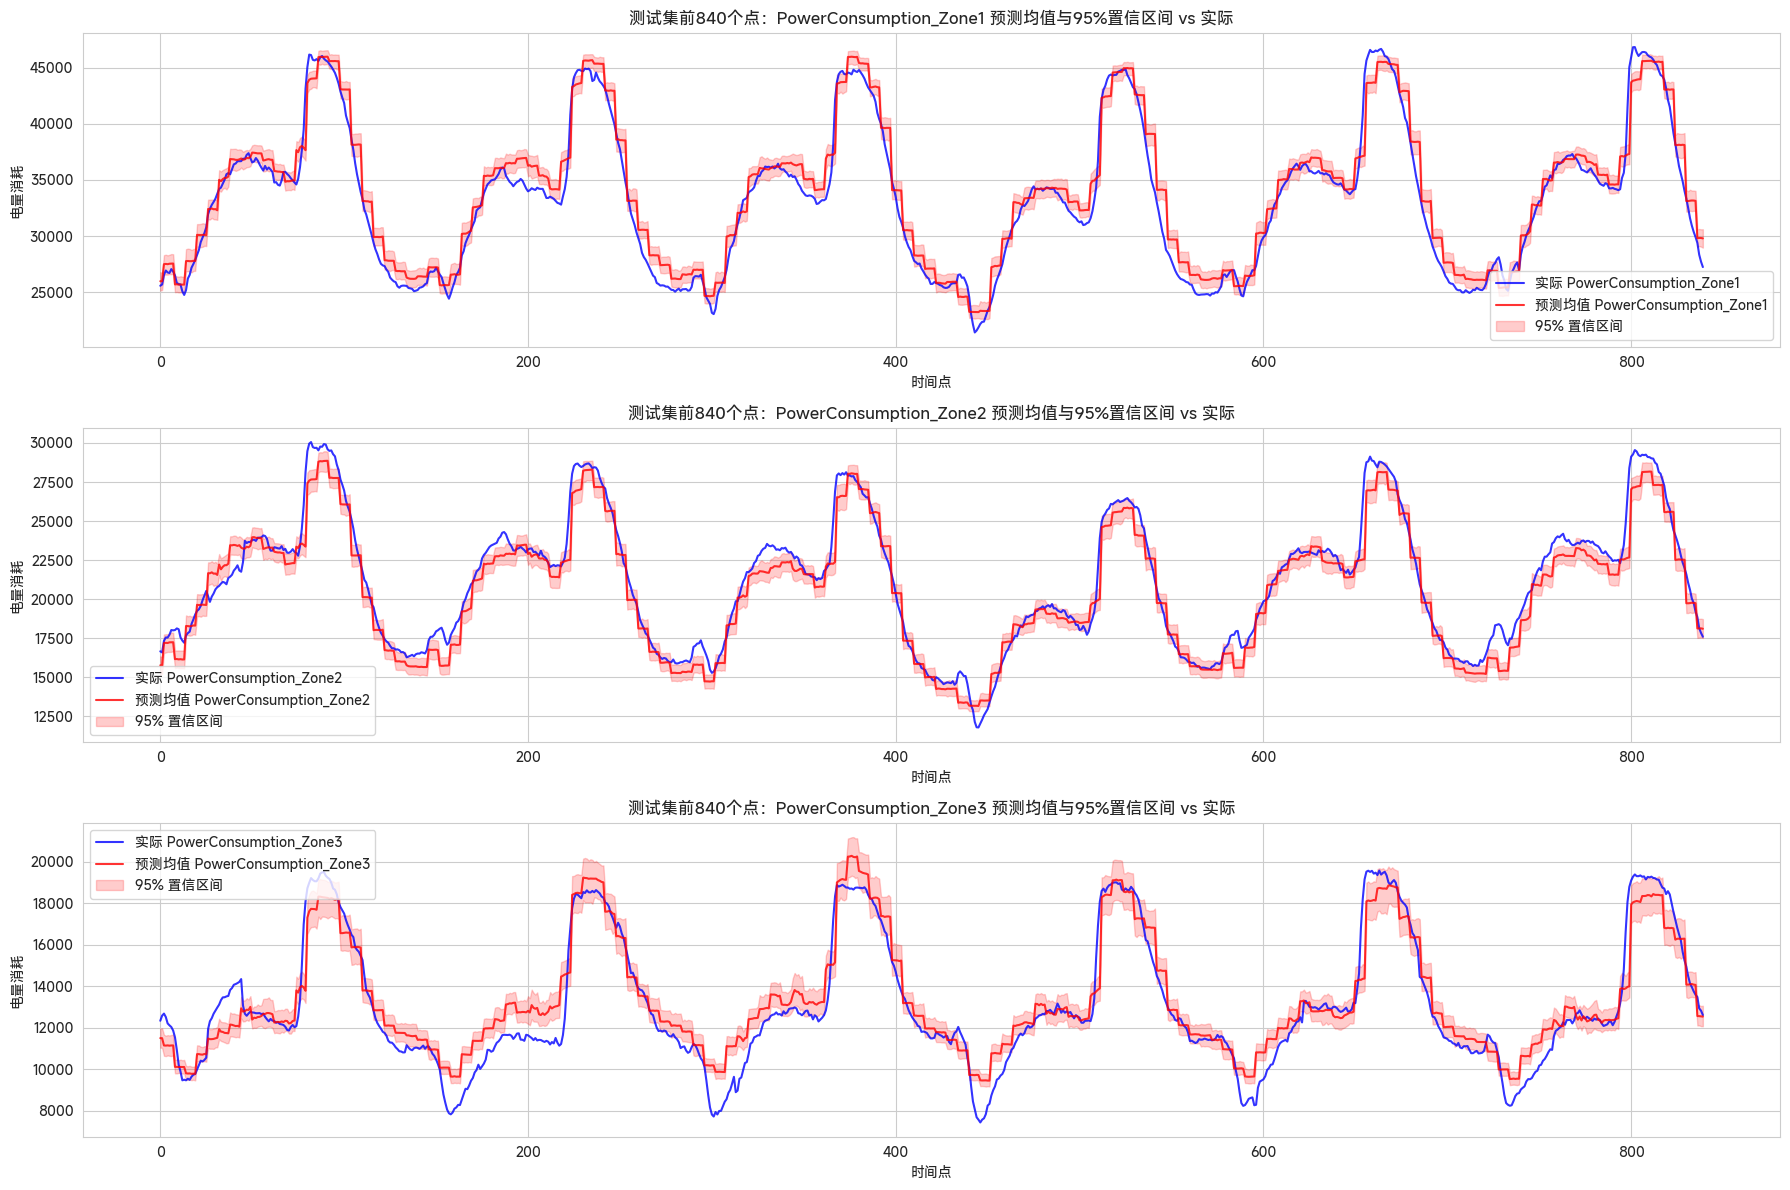 测试集前840个点：PowerConsumption_Zone1 预测均值与95%置信区间 vs 实际
电量消耗
45000
40000
35000
30000
25000
实际 PowerConsumption_Zone1
预测均值 PowerConsumption_Zone1
95% 置信区间
0 200 400 600 800
时间点
测试集前840个点：PowerConsumption_Zone2 预测均值与95%置信区间 vs 实际
电量消耗
30000
27500
25000
22500
20000
17500
15000
12500
实际 PowerConsumption_Zone2
预测均值 PowerConsumption_Zone2
95% 置信区间
0 200 400 600 800
时间点
测试集前840个点：PowerConsumption_Zone3 预测均值与95%置信区间 vs 实际
电量消耗
实际 PowerConsumption_Zone3
预测均值 PowerConsumption_Zone3
95% 置信区间
20000
18000
16000
14000
12000
10000
8000
0 200 400 600 800
时间点